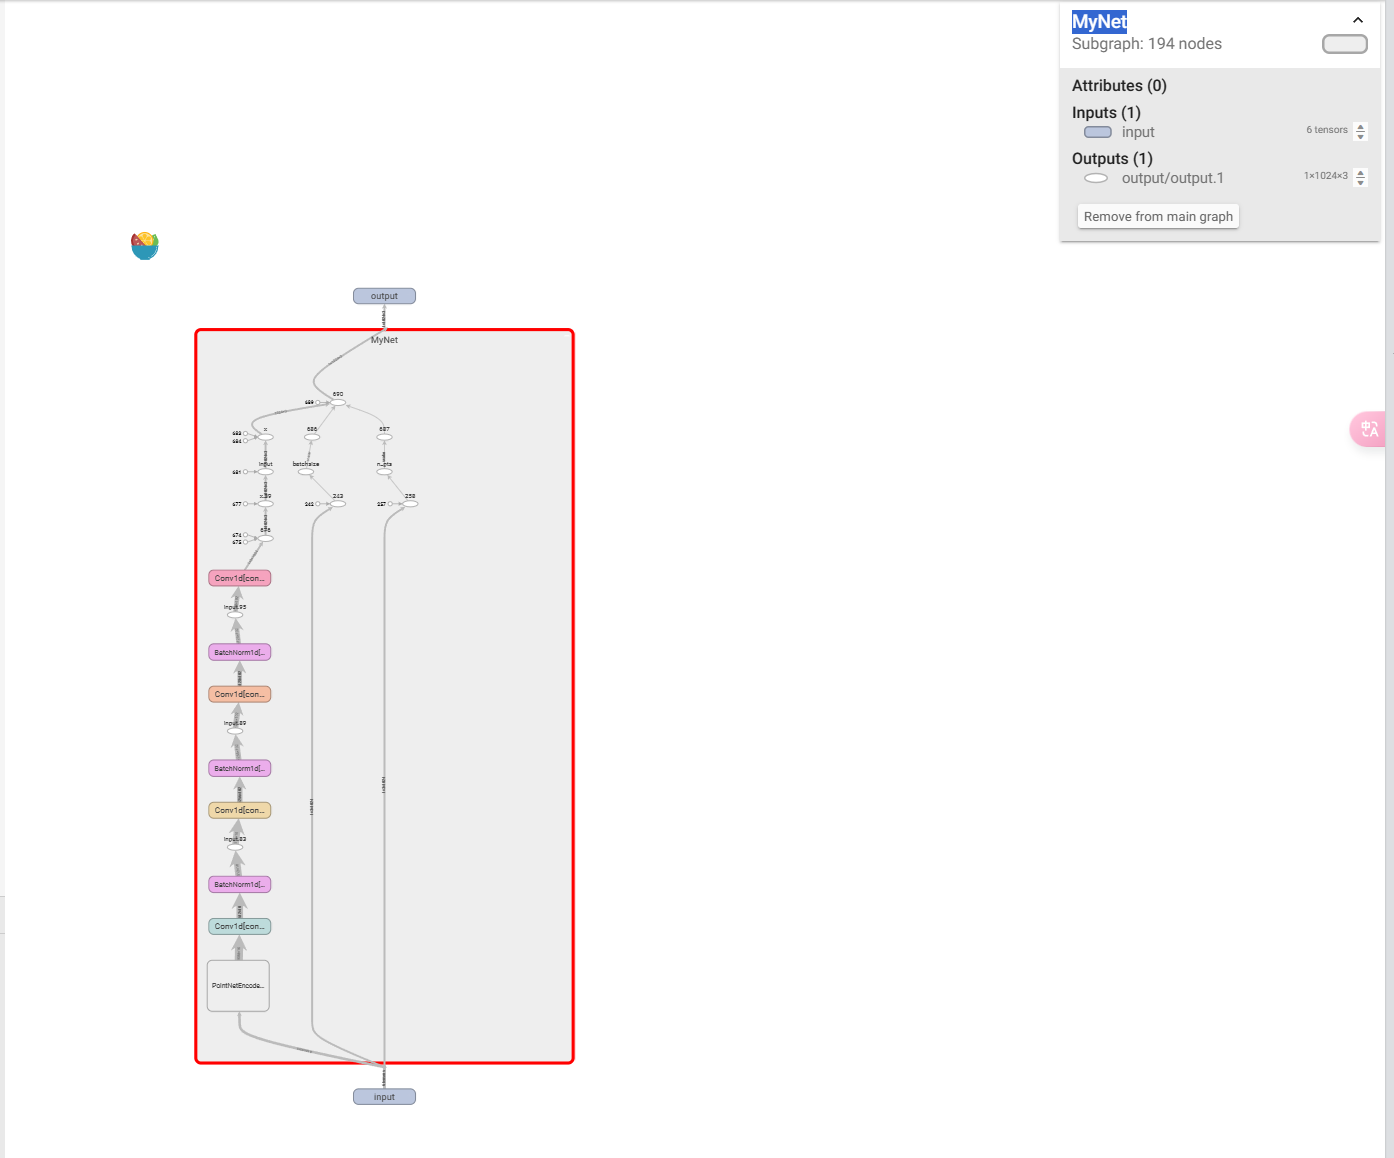 MyNet
Subgraph: 194 nodes
Attributes (0)
Inputs (1)
input
6 tensors
Outputs (1)
output/output.1
1×1024×3
Remove from main graph
output
MyNet
690
689
x
686
687
683
684
input
batchsize
n_pts
681
x.39
243
258
677
242
257
674
675
Conv1d[con...
input.95
BatchNorm1d[...
Conv1d[con...
input.89
BatchNorm1d[...
Conv1d[con...
input.83
BatchNorm1d[...
Conv1d[con...
PointNetEncode...
input
中A